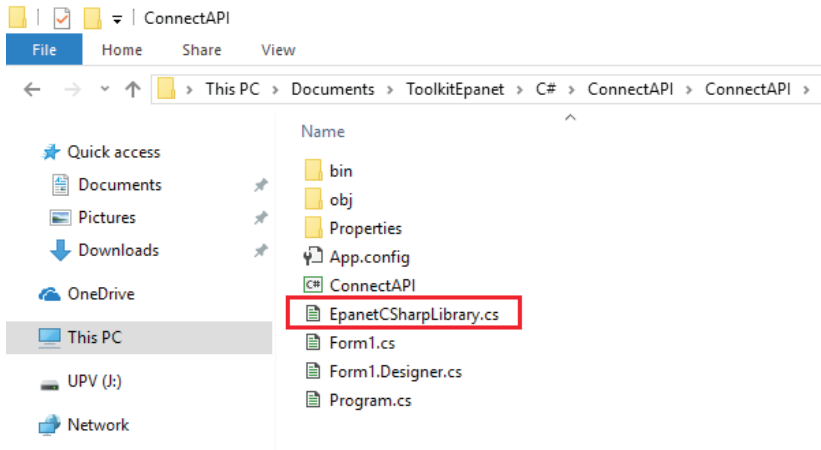 ConnectAPI
File Home Share View
This PC > Documents > ToolkitEpanet > C# > ConnectAPI > ConnectAPI >
Quick access
Documents
Pictures
Downloads
OneDrive
This PC
UPV (J:)
Network
Name
bin
obj
Properties
App.config
C# ConnectAPI
EpanetCSharpLibrary.cs
Form1.cs
Form1.Designer.cs
Program.cs